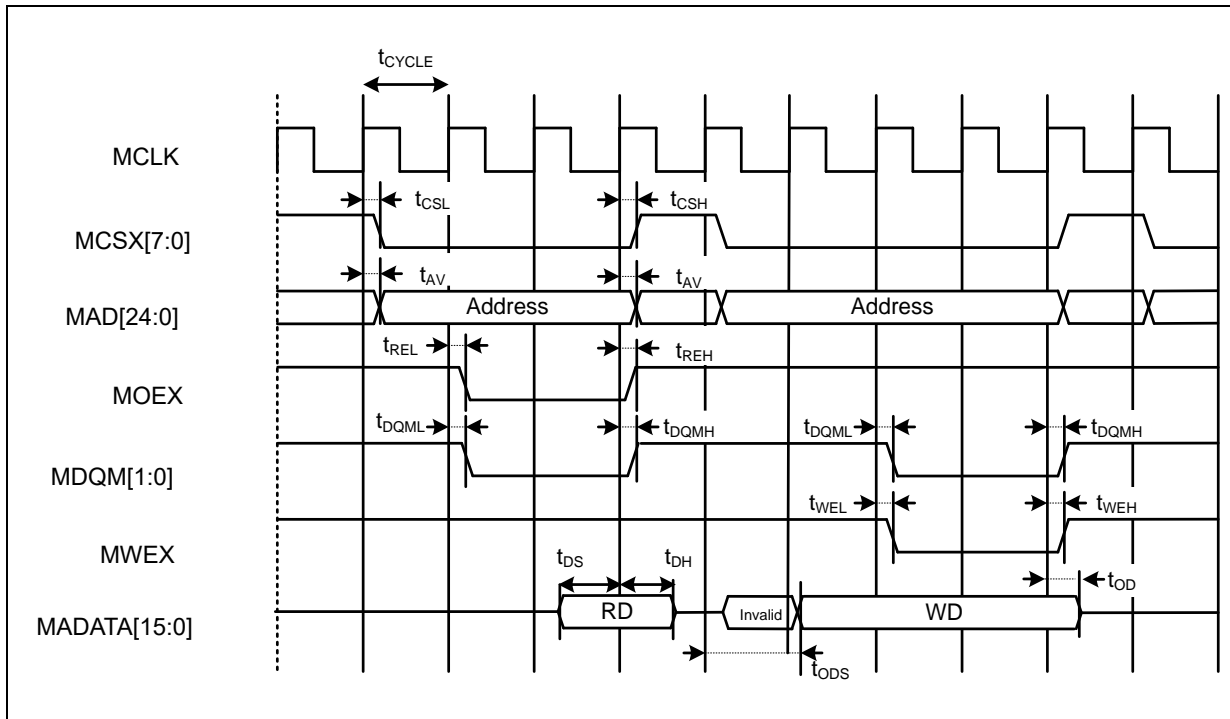 tCYCLE
MCLK
tCSL tCSH
MCSX[7:0]
tAV tAV
MAD[24:0] Address Address
tREL tREH
MOEX
tDQML tDQMH tDQML tDQMH
MDQM[1:0]
tWEL tWEH
MWEX
tDS tDH
tOD
MADATA[15:0] RD Invalid WD
tODS